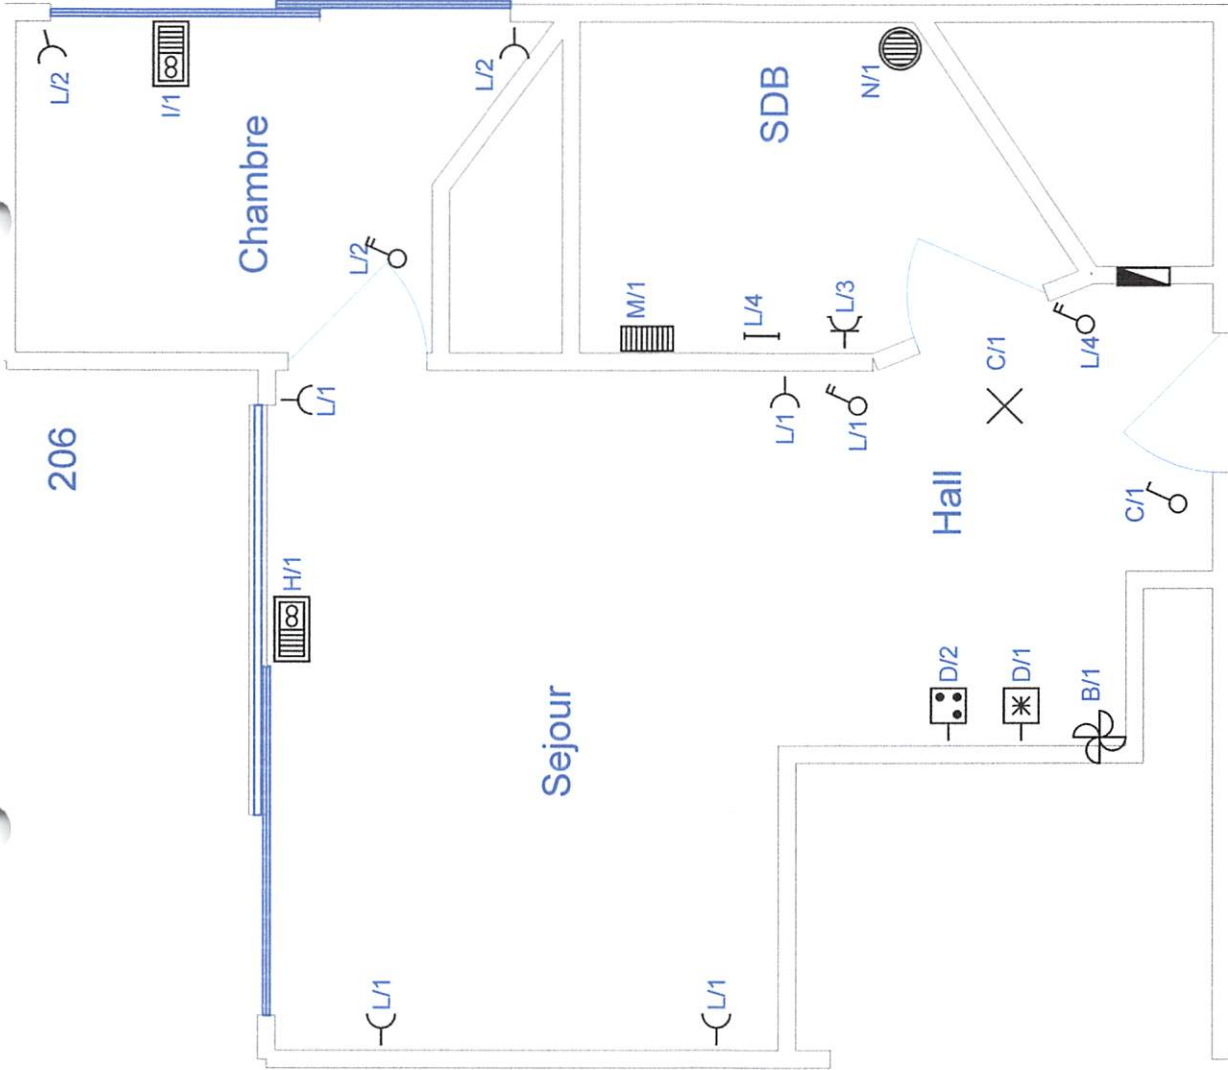 L/2
I/1
Chambre
L/2
L/2
SDB
N/1
M/1
L/4
L/3
206
L/1
L/1
L/1
C/1
L/4
Hall
C/1
H/1
Sejour
D/2
D/1
B/1
L/1
L/1